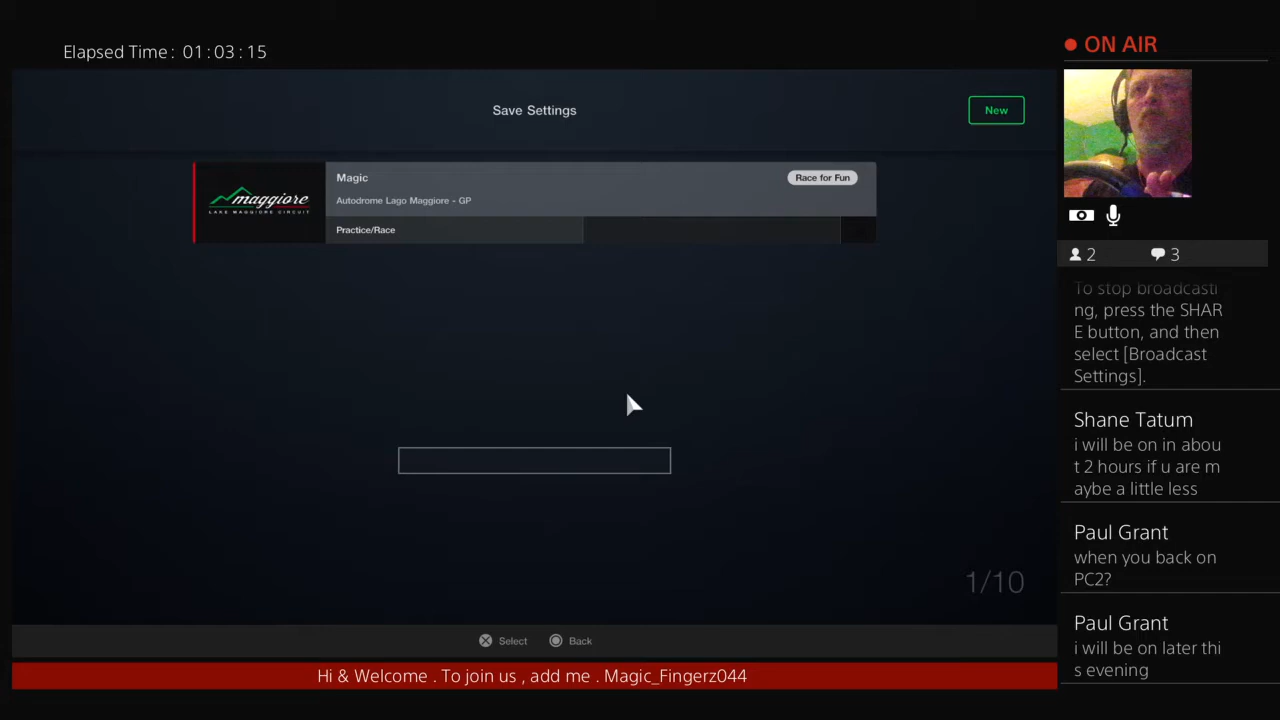 Elapsed Time: 01:03:15
ON AIR
Save Settings
New
maggiore
LAKE MAGGIORE CIRCUIT
Magic
Race for Fun
Autodrome Lago Maggiore - GP
Practice/Race
2
3
To stop broadcasti
ng, press the SHAR
E button, and then
select [Broadcast
Settings].
Shane Tatum
i will be on in abou
t 2 hours if u are m
aybe a little less
Paul Grant
when you back on
PC2?
Paul Grant
i will be on later thi
s evening
1/10
Select
Back
Hi & Welcome . To join us , add me . Magic_Fingerz044